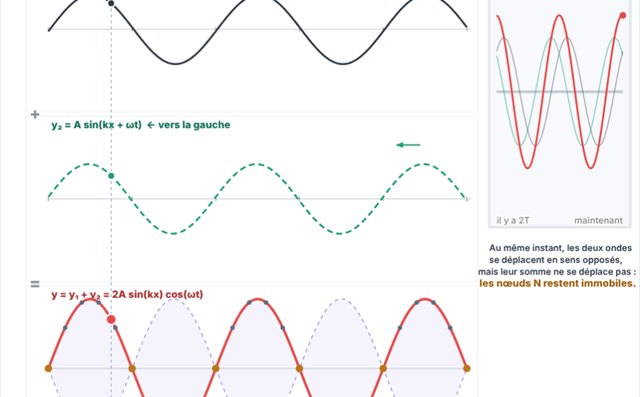 +
y₂ = A sin(kx + ωt) ← vers la gauche
=
y = y₁ + y₂ = 2A sin(kx) cos(ωt)
il y a 2T maintenant
Au même instant, les deux ondes
se déplacent en sens opposés,
mais leur somme ne se déplace pas :
les nœuds N restent immobiles.